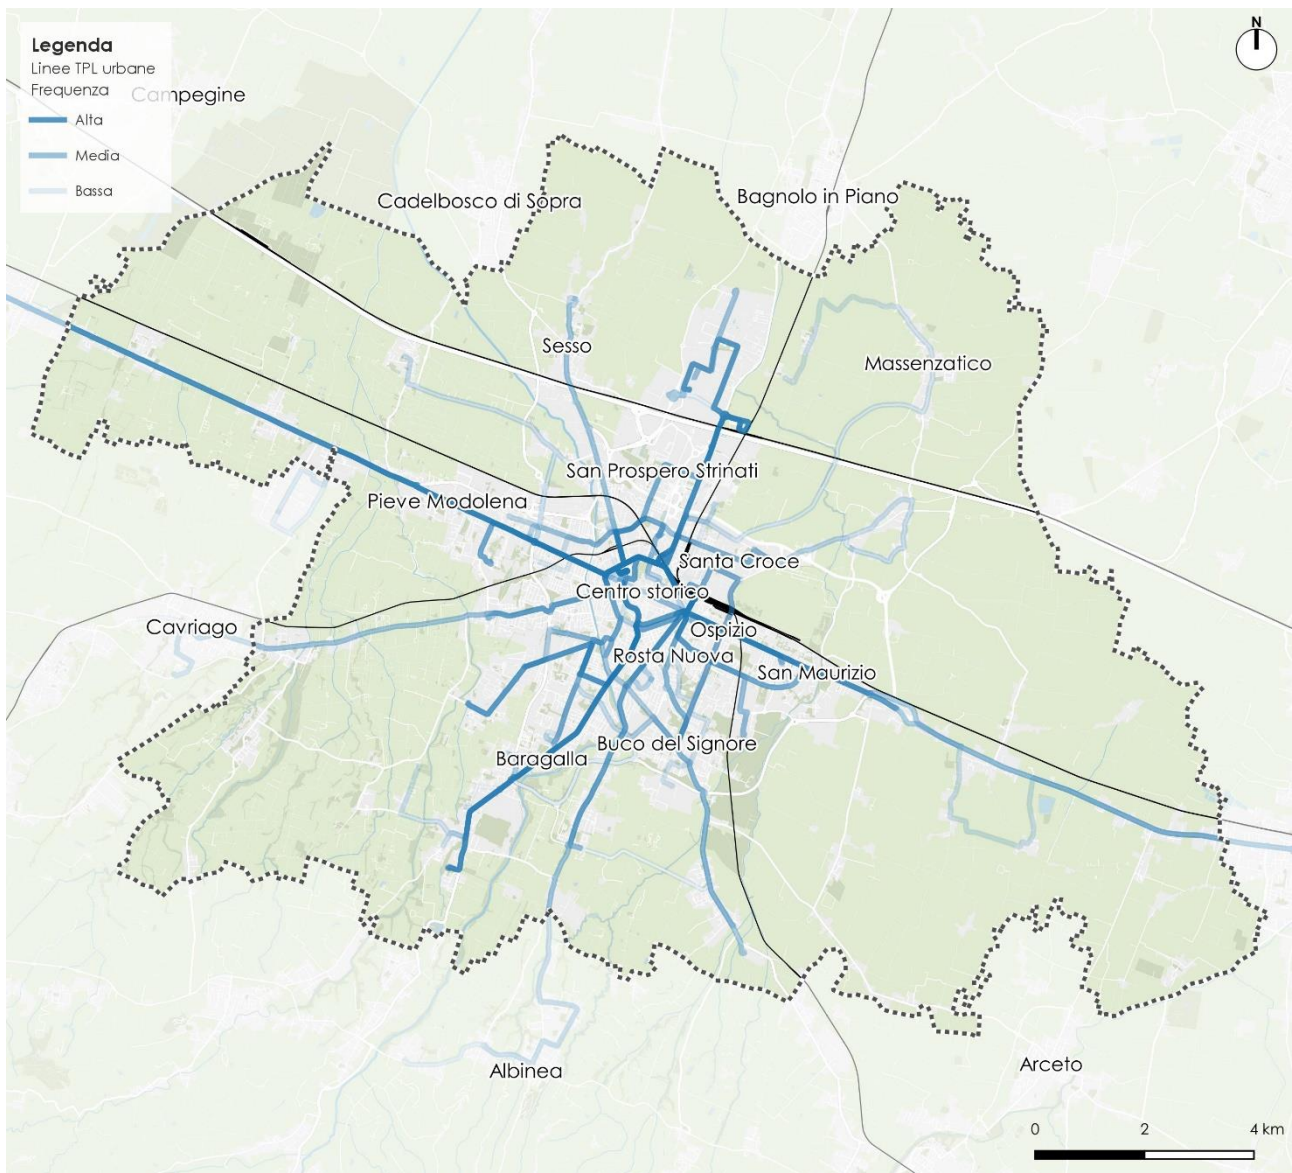 Legenda
Linee TPL urbane
Frequenza
Alta
Media
Bassa
N
Campegine
Cadelbosco di Sopra
Bagnolo in Piano
Sesso
Massenzatico
San Prospero Strinati
Pieve Modolena
Santa Croce
Centro storico
Cavriago
Ospizio
Rosta Nuova
San Maurizio
Buco del Signore
Baragalla
Albinea
Arceto
0 2 4 km